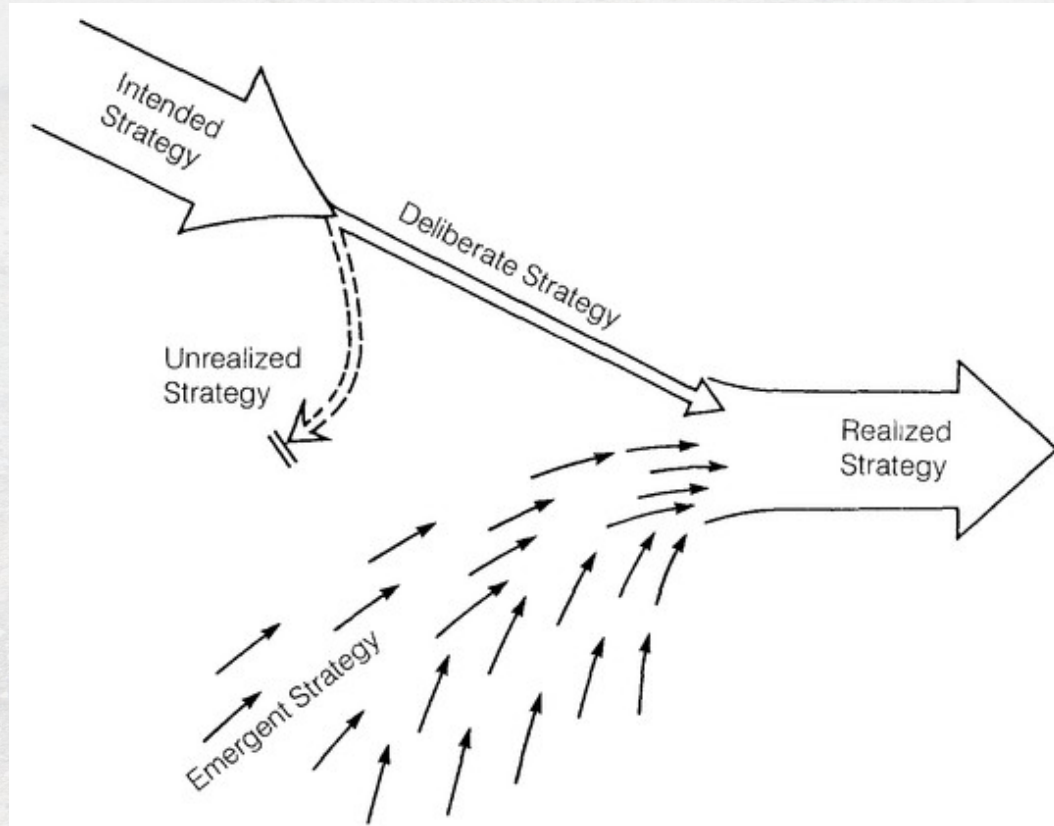 Intended
Strategy
Deliberate Strategy
Unrealized
Strategy
Realized
Strategy
Emergent Strategy